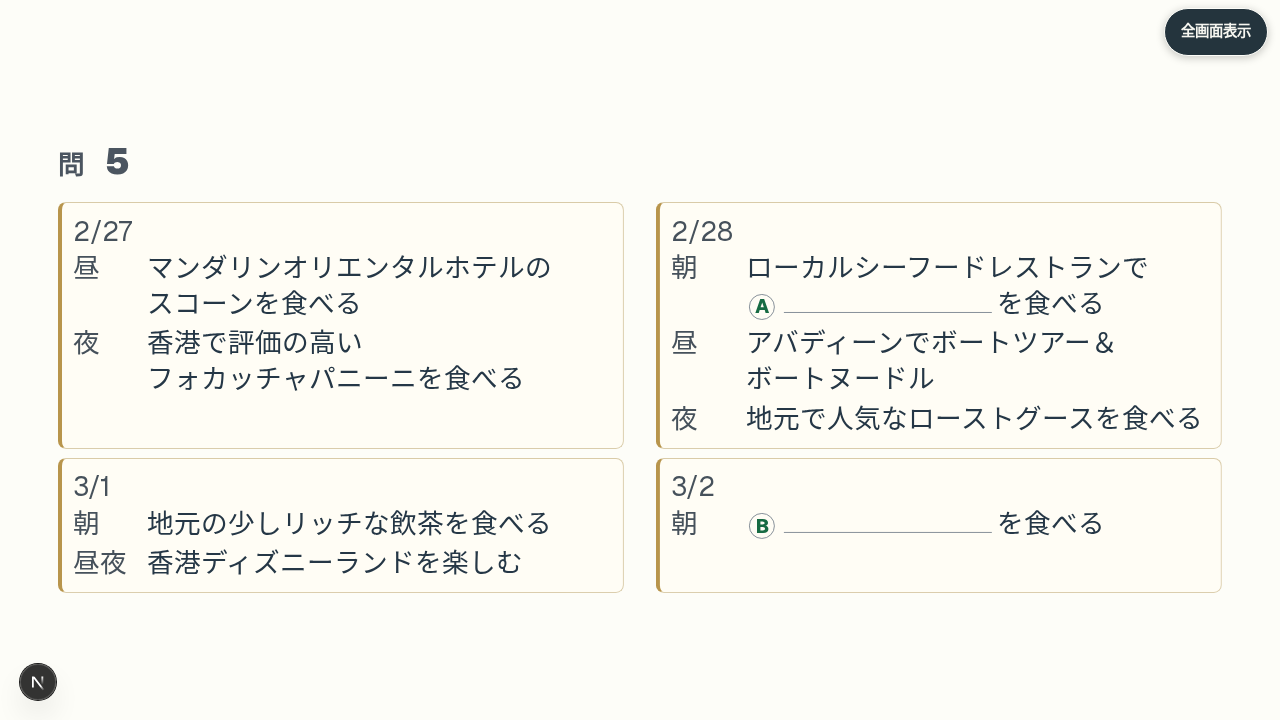 全画面表示
問 5
2/27
昼 マンダリンオリエンタルホテルの
スコーンを食べる
夜 香港で評価の高い
フォカッチャパニーニを食べる
2/28
朝 ローカルシーフードレストランで
A を食べる
昼 アバディーンでボートツアー＆
ボートヌードル
夜 地元で人気なローストグースを食べる
3/1
朝 地元の少しリッチな飲茶を食べる
昼夜 香港ディズニーランドを楽しむ
3/2
朝 B を食べる
N